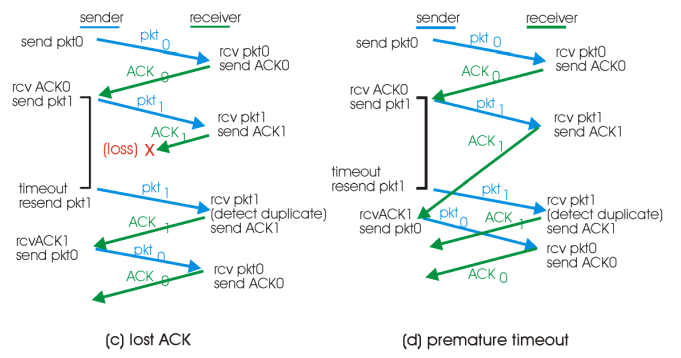 sender
receiver
send pkt0
pkt 0
rcv pkt0
send ACK0
ACK 0
rcv ACK0
send pkt1
pkt 1
rcv pkt1
send ACK1
ACK 1
(loss) X
timeout
resend pkt1
pkt 1
rcv pkt1
(detect duplicate)
send ACK1
ACK 1
rcvACK1
send pkt0
pkt 0
rcv pkt0
send ACK0
ACK 0
(c) lost ACK
sender
receiver
send pkt0
pkt 0
rcv pkt0
send ACK0
ACK 0
rcv ACK0
send pkt1
pkt 1
rcv pkt1
send ACK1
ACK 1
timeout
resend pkt1
pkt 1
rcv pkt1
(detect duplicate)
send ACK1
rcvACK1
send pkt0
pkt 0
ACK 1
rcv pkt0
send ACK0
ACK 0
(d) premature timeout